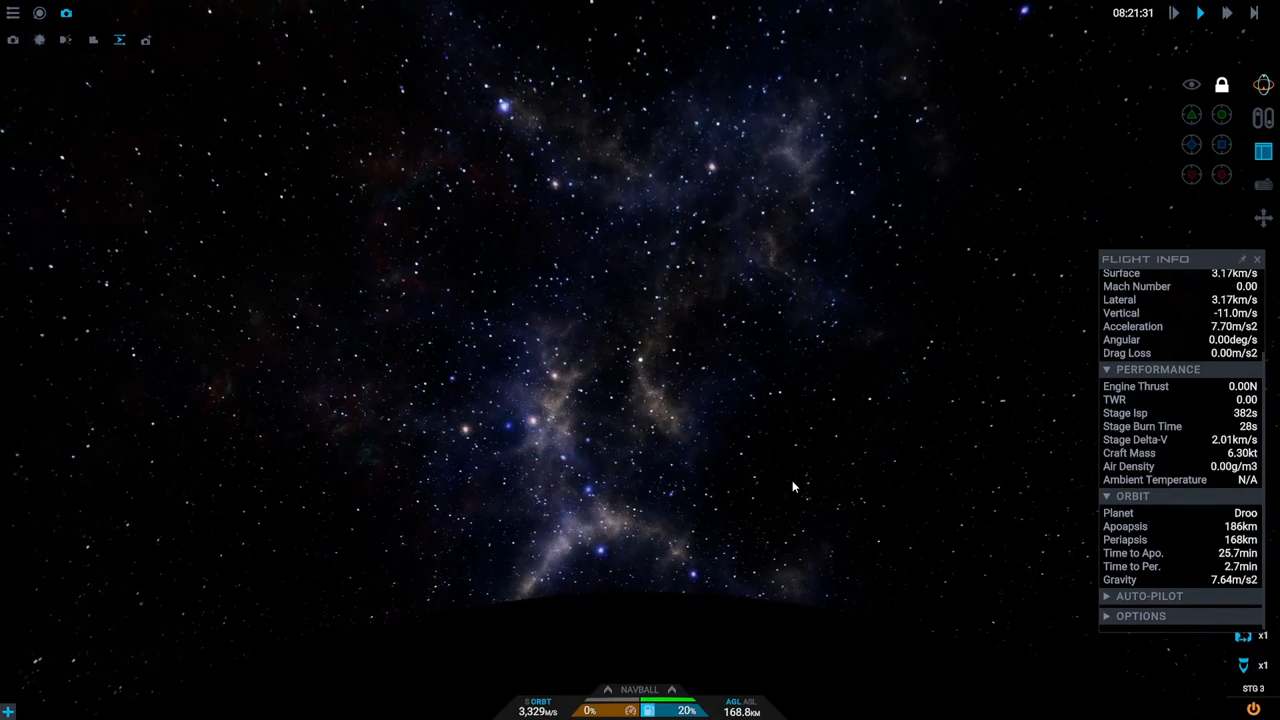 08:21:31
FLIGHT INFO
Surface 3.17km/s
Mach Number 0.00
Lateral 3.17km/s
Vertical -11.0m/s
Acceleration 7.70m/s2
Angular 0.00deg/s
Drag Loss 0.00m/s2
PERFORMANCE
Engine Thrust 0.00N
TWR 0.00
Stage Isp 382s
Stage Burn Time 28s
Stage Delta-V 2.01km/s
Craft Mass 6.30kt
Air Density 0.00g/m3
Ambient Temperature N/A
ORBIT
Planet Droo
Apoapsis 186km
Periapsis 168km
Time to Apo. 25.7min
Time to Per. 2.7min
Gravity 7.64m/s2
AUTO-PILOT
OPTIONS
x1
x1
STG 3
NAVBALL
S ORBT
3,329M/S
0%
20%
AGL ASL
168.8KM